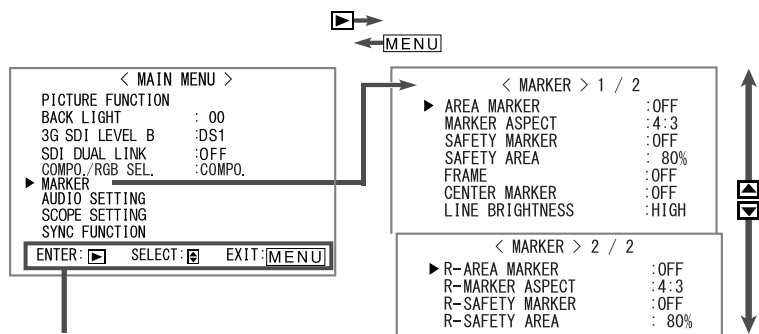 MENU
< MAIN MENU >
PICTURE FUNCTION
BACK LIGHT : 00
3G SDI LEVEL B :DS1
SDI DUAL LINK :OFF
COMPO./RGB SEL. :COMPO.
MARKER
AUDIO SETTING
SCOPE SETTING
SYNC FUNCTION
ENTER: SELECT: EXIT:MENU
< MARKER > 1 / 2
AREA MARKER :OFF
MARKER ASPECT :4:3
SAFETY MARKER :OFF
SAFETY AREA : 80%
FRAME :OFF
CENTER MARKER :OFF
LINE BRIGHTNESS :HIGH
< MARKER > 2 / 2
R-AREA MARKER :OFF
R-MARKER ASPECT :4:3
R-SAFETY MARKER :OFF
R-SAFETY AREA : 80%